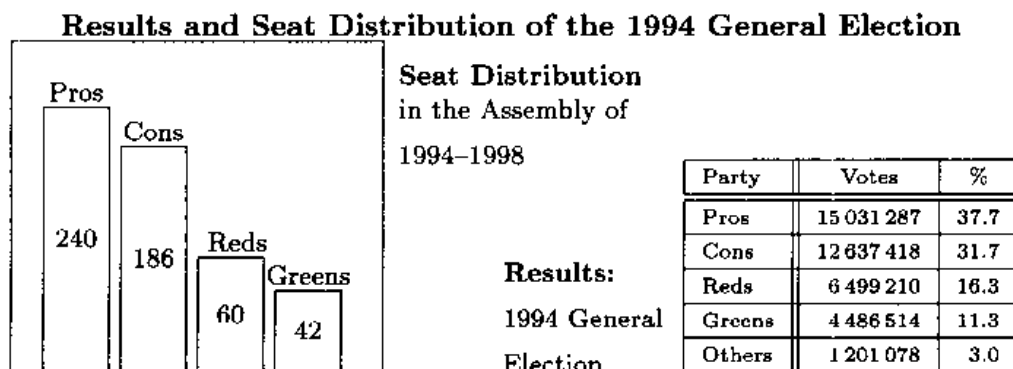 Results and Seat Distribution of the 1994 General Election
Pros
Cons
Reds
Greens
240
186
60
42
Seat Distribution
in the Assembly of
1994–1998
Results:
1994 General
Election
Party Votes %
Pros 15 031 287 37.7
Cons 12 637 418 31.7
Reds 6 499 210 16.3
Greens 4 486 514 11.3
Others 1 201 078 3.0